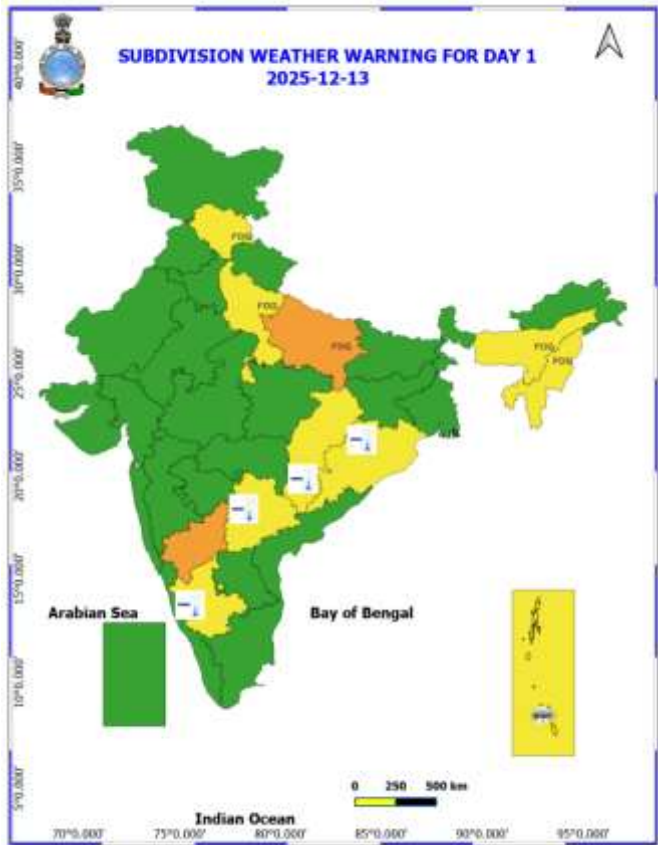 SUBDIVISION WEATHER WARNING FOR DAY 1
2025-12-13
40°0.000'
35°0.000'
30°0.000'
25°0.000'
20°0.000'
15°0.000'
10°0.000'
5°0.000'
FOG
FOG
FOG
FOG
FOG
Arabian Sea
Bay of Bengal
0 250 500 km
Indian Ocean
70°0.000' 75°0.000' 80°0.000' 85°0.000' 90°0.000' 95°0.000'